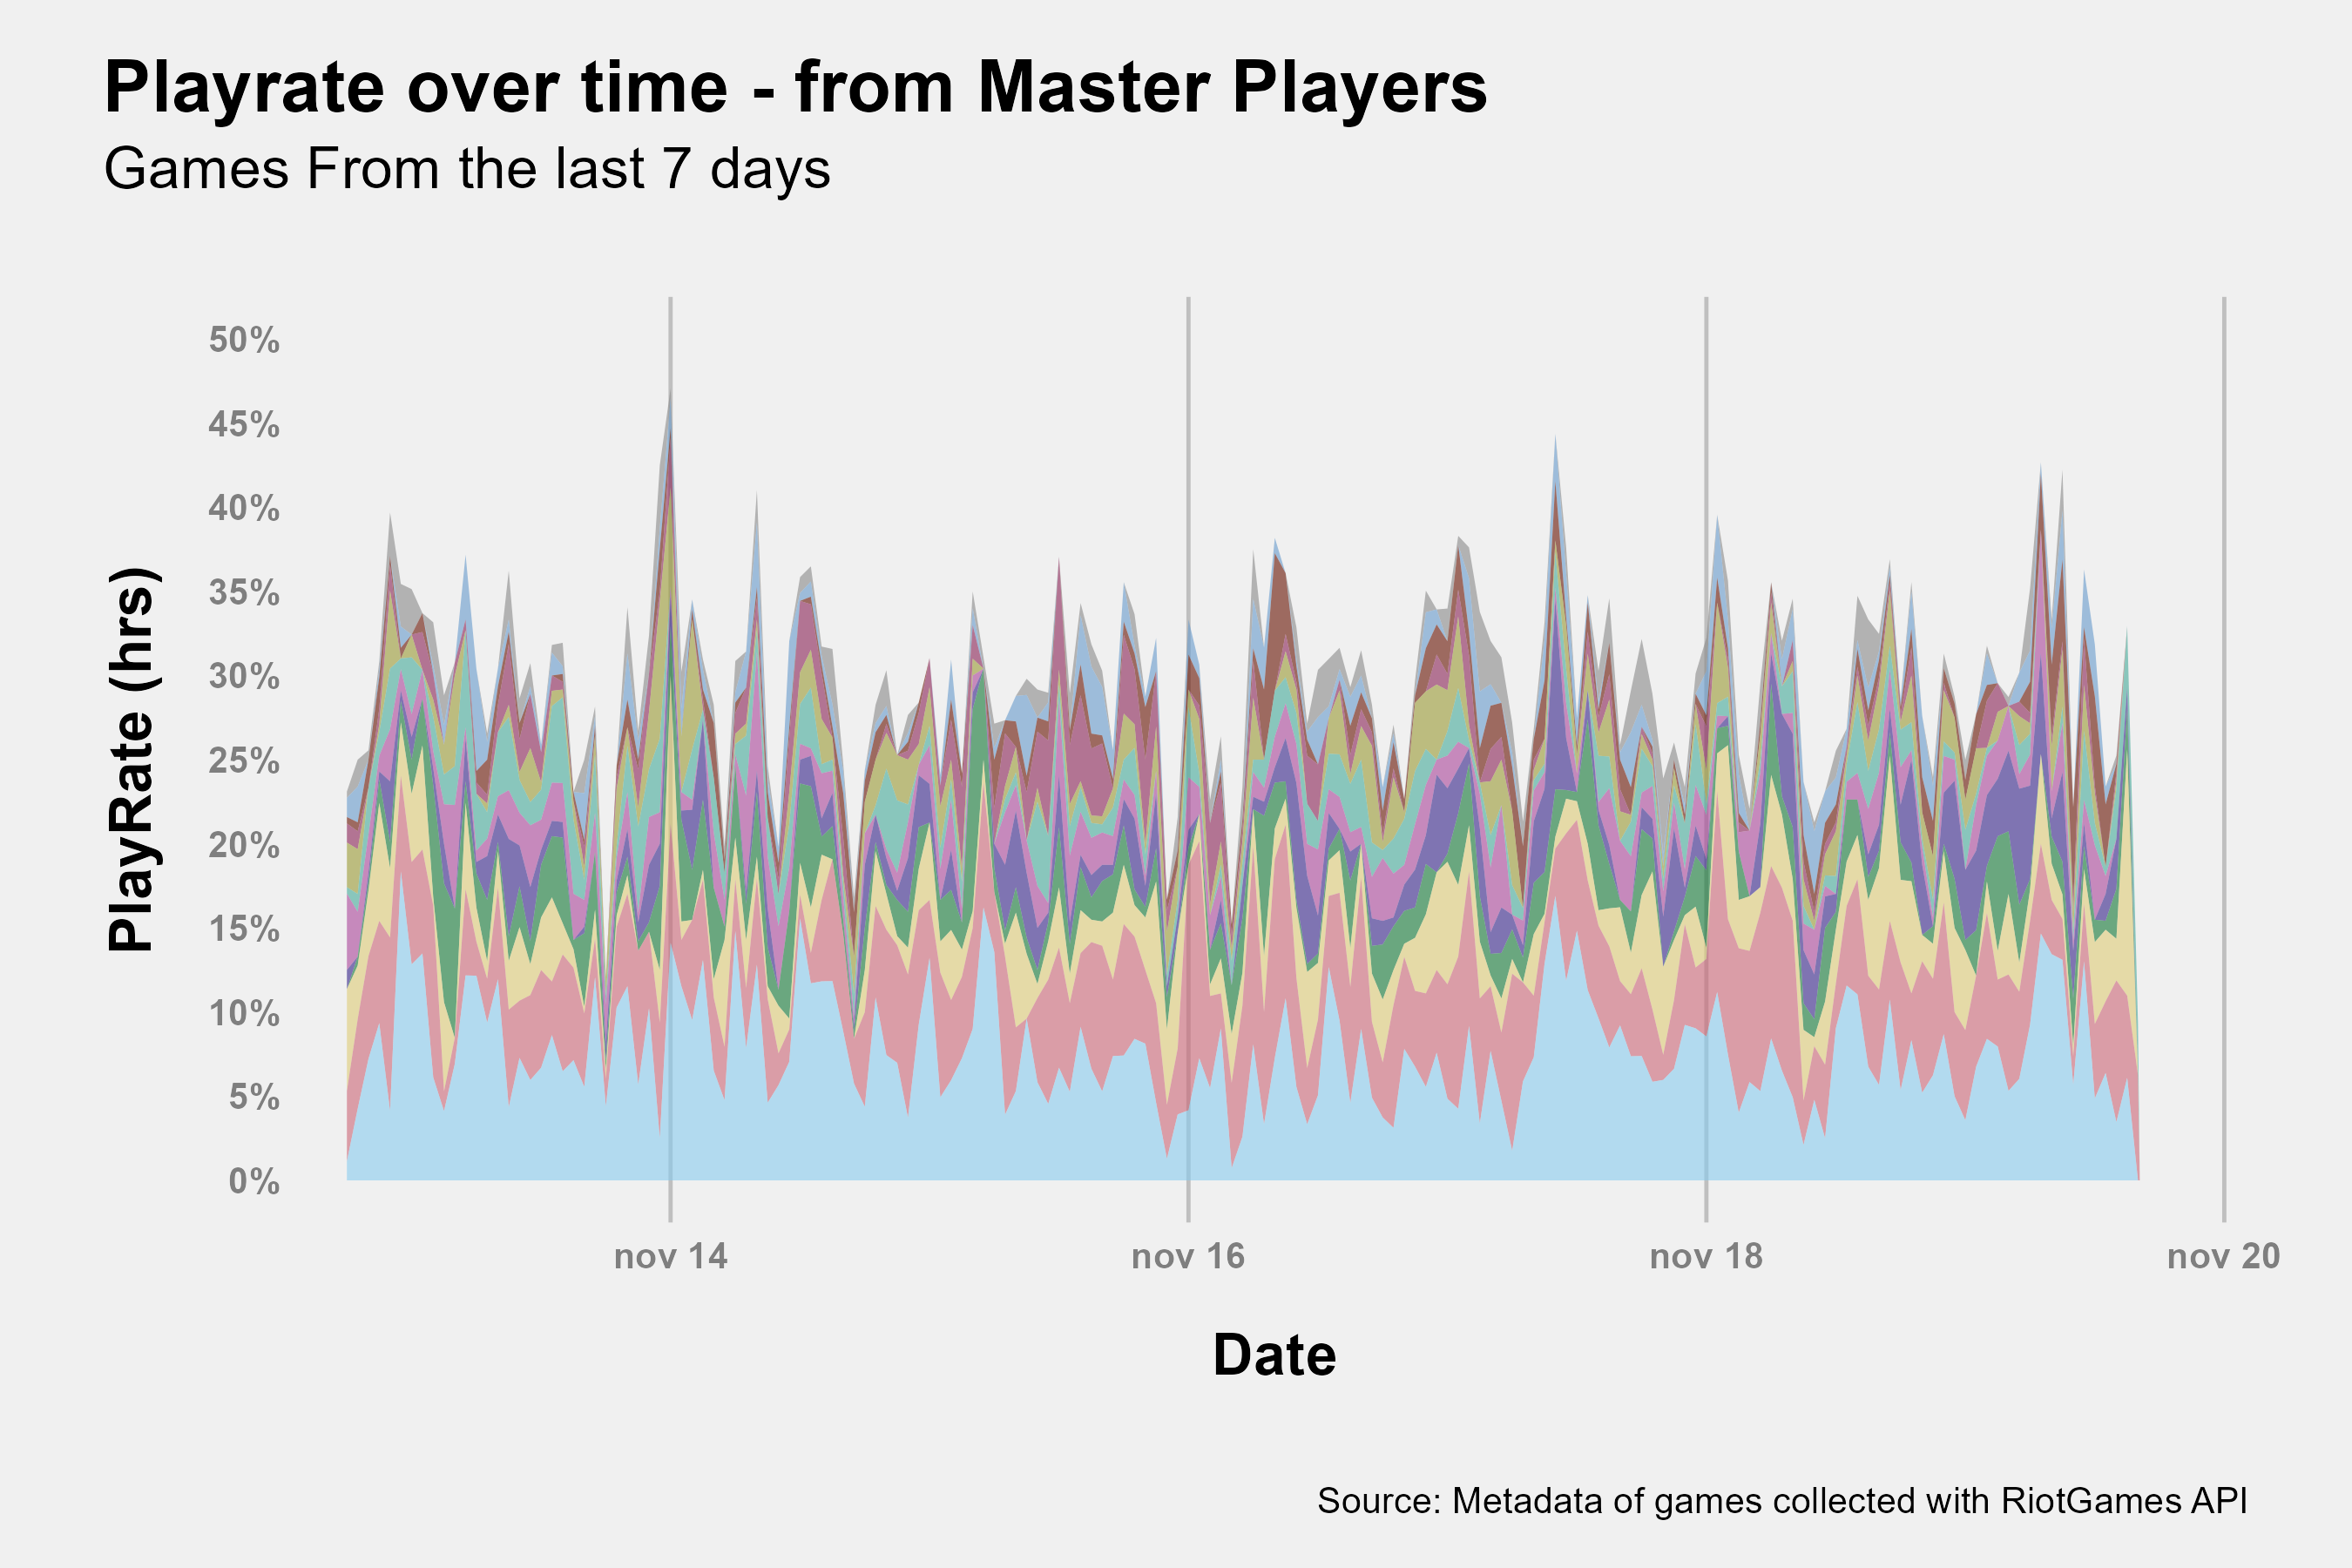 Playrate over time - from Master Players
Games From the last 7 days
PlayRate (hrs)
50%
45%
40%
35%
30%
25%
20%
15%
10%
5%
0%
nov 14
nov 16
nov 18
nov 20
Date
Source: Metadata of games collected with RiotGames API